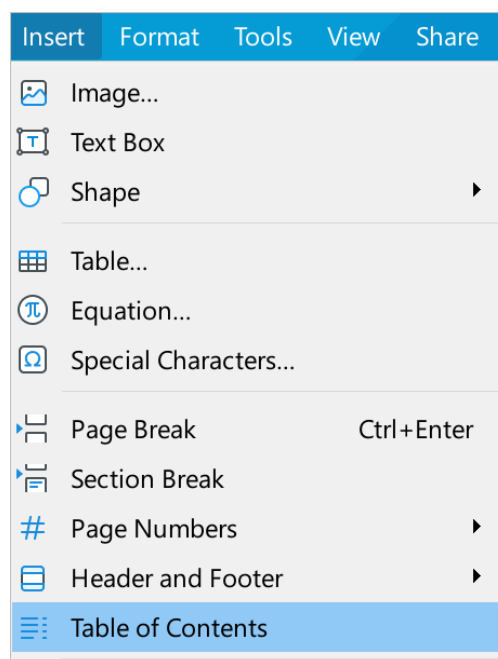 Insert Format Tools View Share
Image...
Text Box
Shape
Table...
Equation...
Special Characters...
Page Break Ctrl+Enter
Section Break
Page Numbers
Header and Footer
Table of Contents